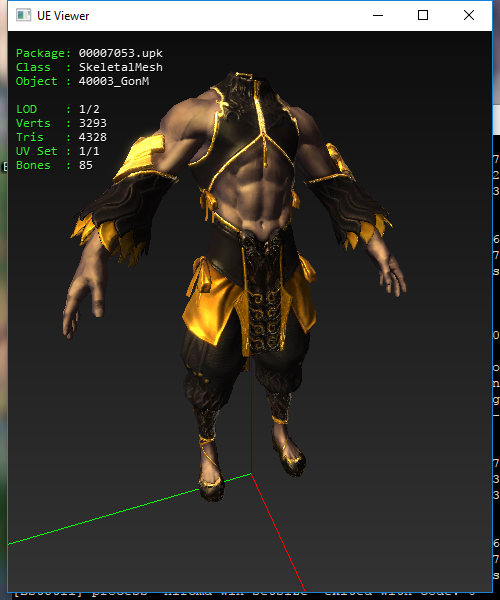 UE Viewer
Package: 00007053.upk
Class  : SkeletalMesh
Object : 40003_GonM
LOD    : 1/2
Verts  : 3293
Tris   : 4328
UV Set : 1/1
Bones  : 85